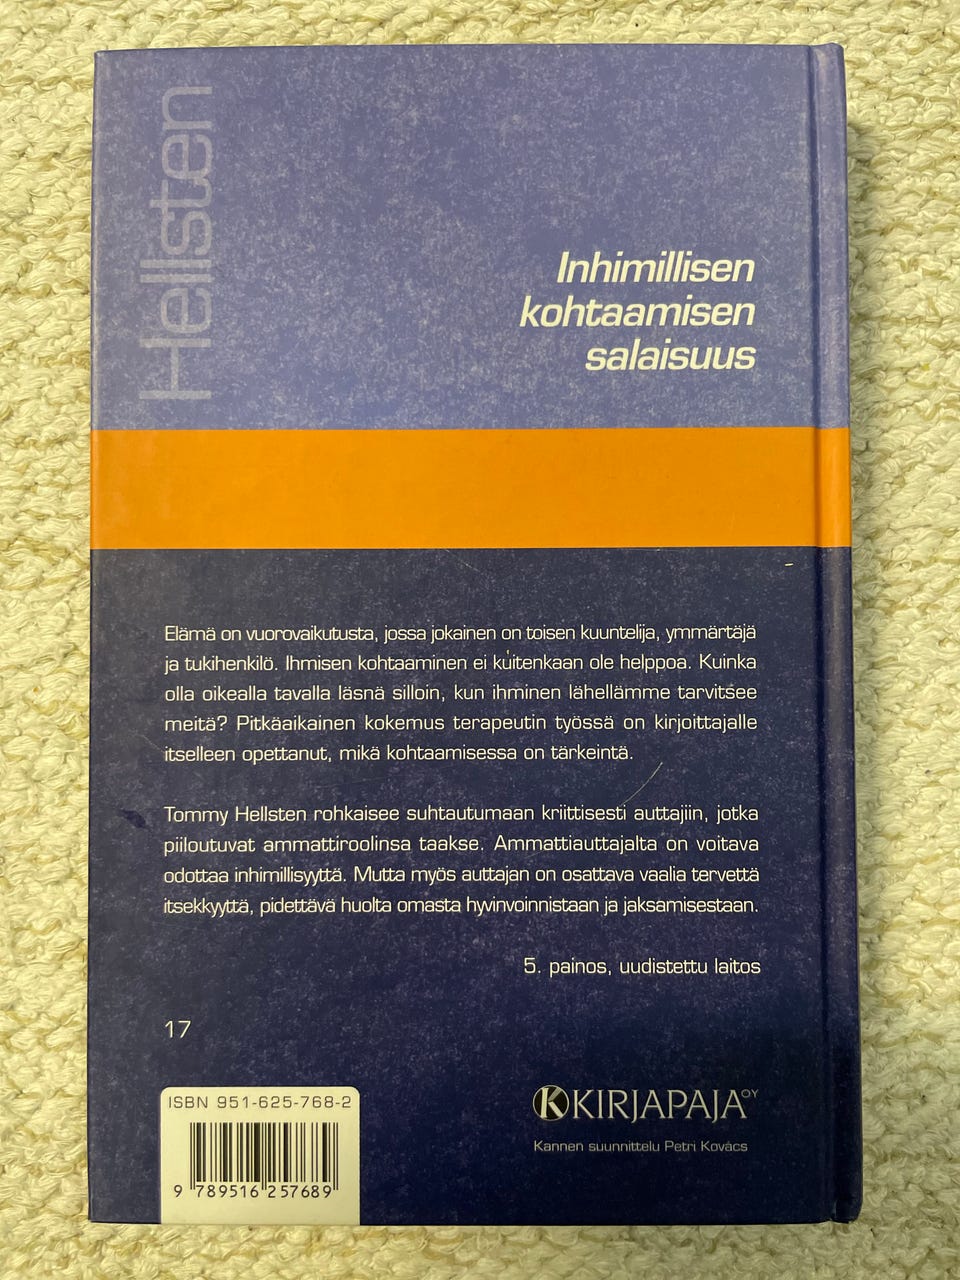 Hellsten
Inhimillisen
kohtaamisen
salaisuus
Elämä on vuorovaikutusta, jossa jokainen on toisen kuuntelija, ymmärtäjä
ja tukihenkilö. Ihmisen kohtaaminen ei kuitenkaan ole helppoa. Kuinka
olla oikealla tavalla läsnä silloin, kun ihminen lähellämme tarvitsee
meitä? Pitkäaikainen kokemus terapeutin työssä on kirjoittajalle
itselleen opettanut, mikä kohtaamisessa on tärkeintä.
Tommy Hellsten rohkaisee suhtautumaan kriittisesti auttajiin, jotka
piiloutuvat ammattiroolinsa taakse. Ammattiauttajalta on voitava
odottaa inhimillisyyttä. Mutta myös auttajan on osattava vaalia tervettä
itsekkyyttä, pidettävä huolta omasta hyvinvoinnistaan ja jaksamisestaan.
5. painos, uudistettu laitos
17
ISBN 951-625-768-2
9 789516 257689
K KIRJAPAJA OY
Kannen suunnittelu Petri Kovács